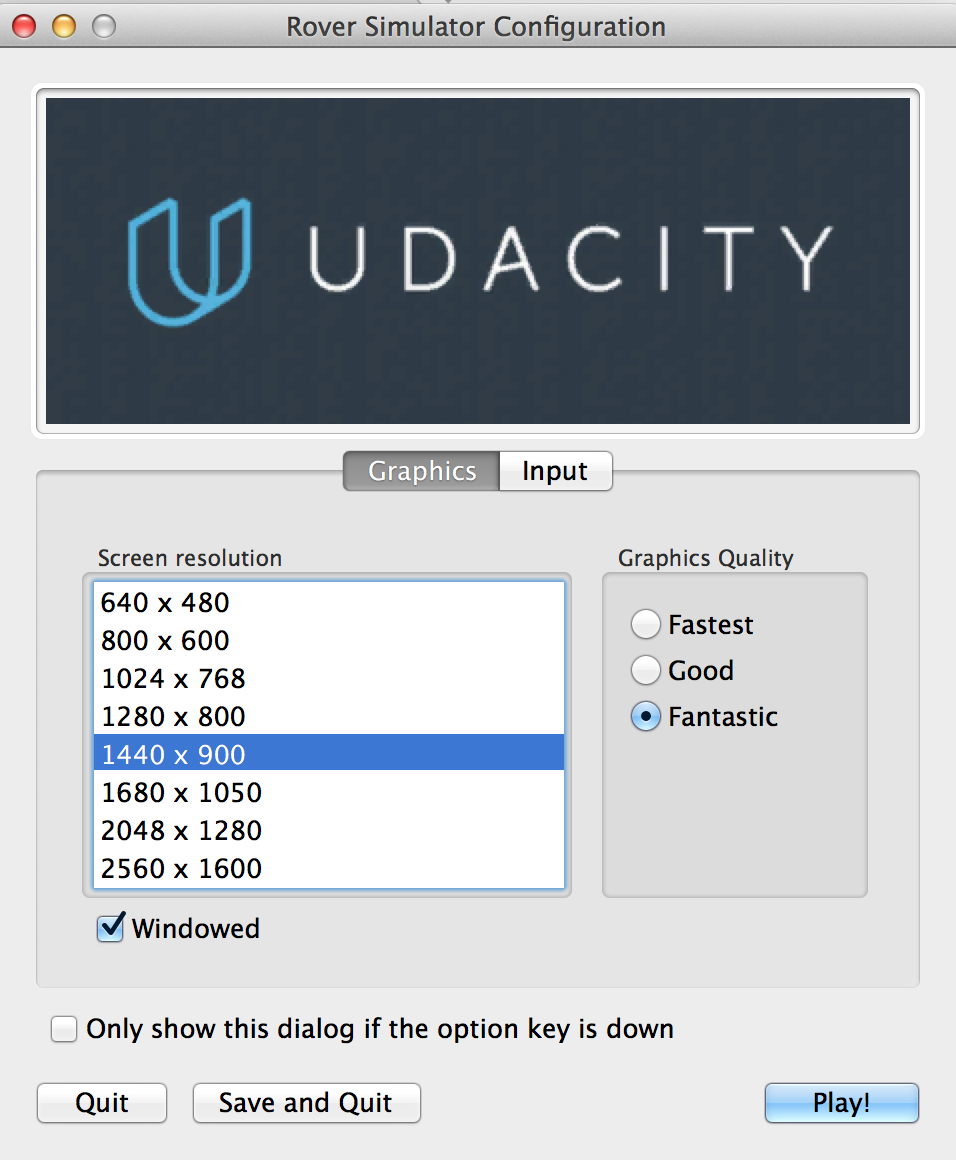 Rover Simulator Configuration
UDACITY
Graphics
Input
Screen resolution
640 x 480
800 x 600
1024 x 768
1280 x 800
1440 x 900
1680 x 1050
2048 x 1280
2560 x 1600
Windowed
Graphics Quality
Fastest
Good
Fantastic
Only show this dialog if the option key is down
Quit
Save and Quit
Play!